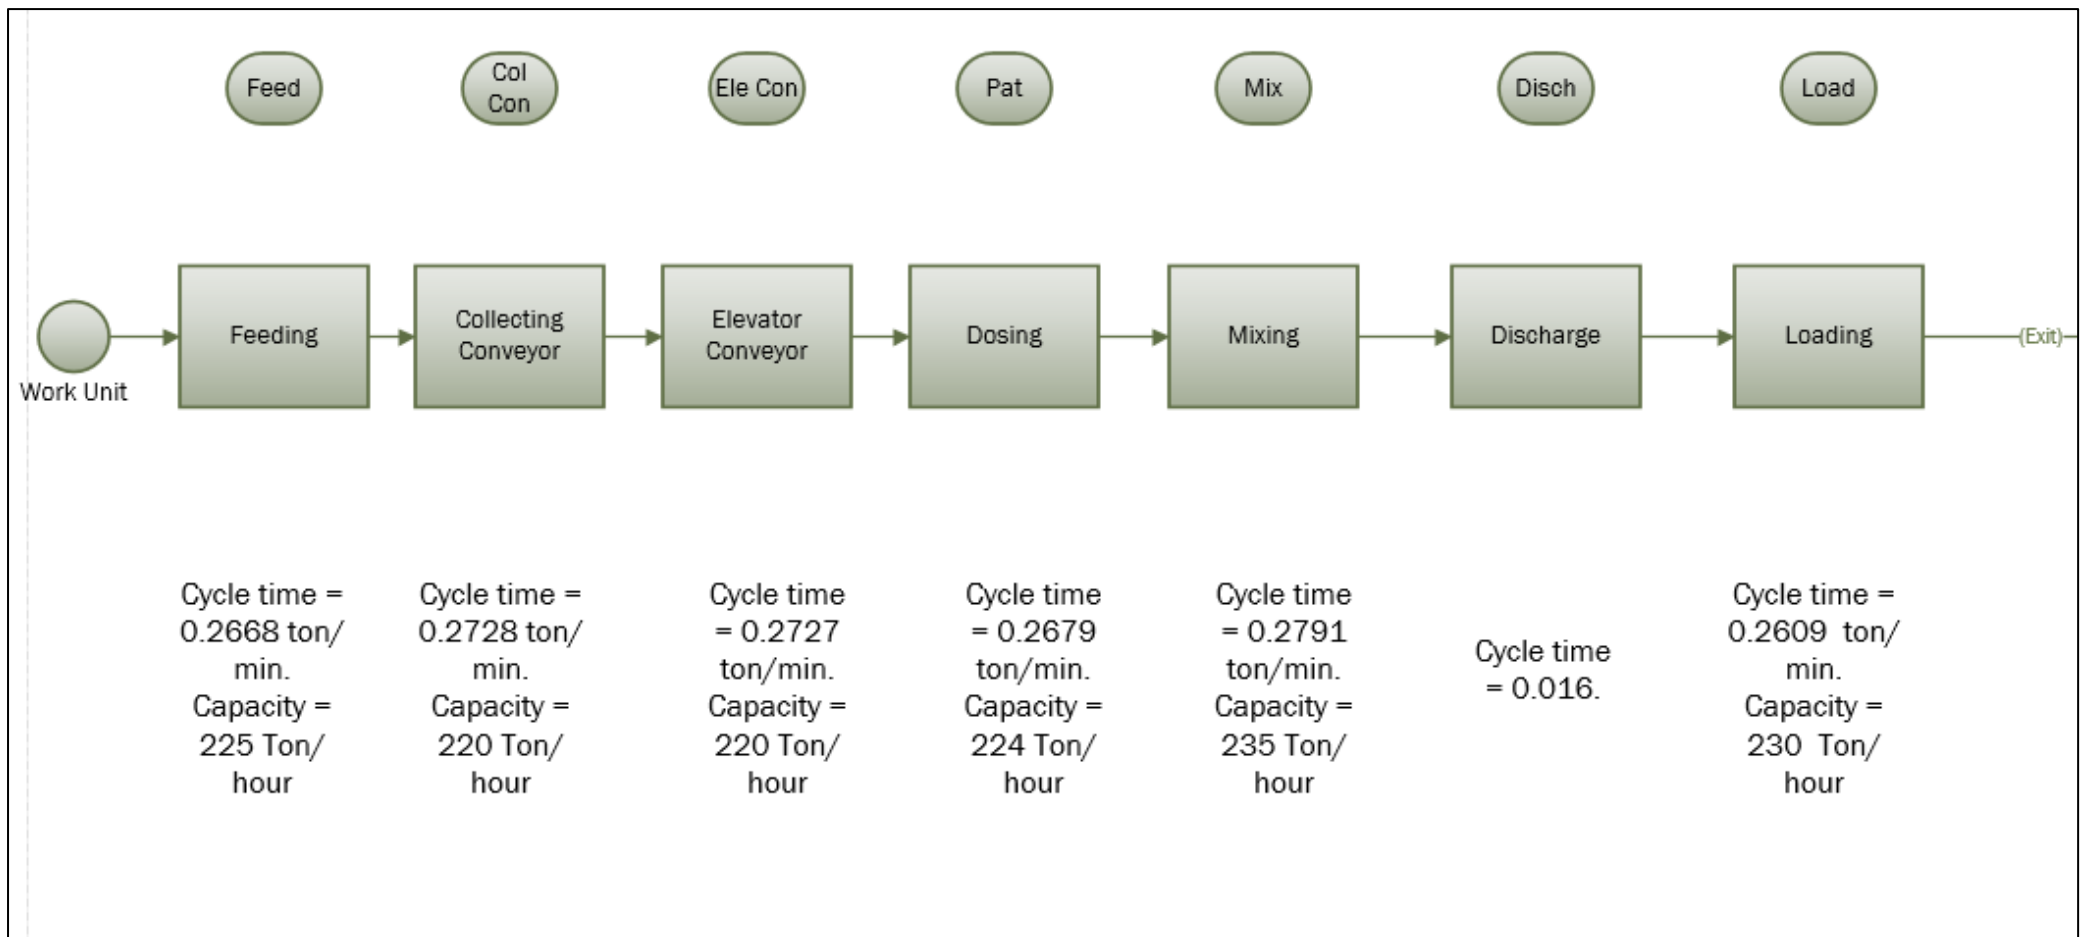 Feed
Col
Con
Ele Con
Pat
Mix
Disch
Load
Work Unit
Feeding
Collecting
Conveyor
Elevator
Conveyor
Dosing
Mixing
Discharge
Loading
(Exit)
Cycle time =
0.2668 ton/
min.
Capacity =
225 Ton/
hour
Cycle time =
0.2728 ton/
min.
Capacity =
220 Ton/
hour
Cycle time
= 0.2727
ton/min.
Capacity =
220 Ton/
hour
Cycle time
= 0.2679
ton/min.
Capacity =
224 Ton/
hour
Cycle time
= 0.2791
ton/min.
Capacity =
235 Ton/
hour
Cycle time
= 0.016.
Cycle time =
0.2609  ton/
min.
Capacity =
230  Ton/
hour